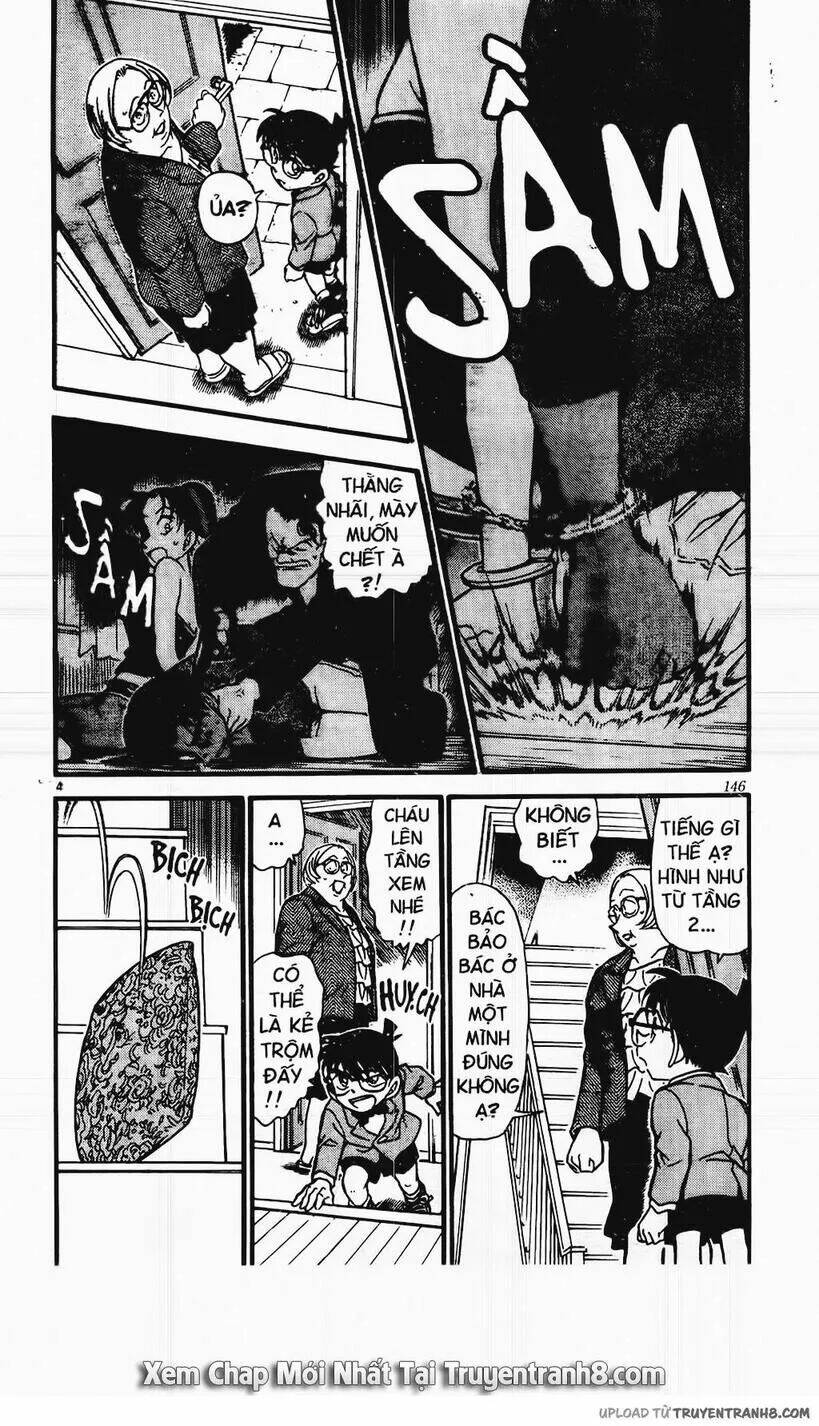 SẦM
ỦA?
THẰNG
NHÃI, MÀY
MUỐN
CHẾT À
?!
SẦM
4
146
TIẾNG GÌ
THẾ Ạ?
HÌNH NHƯ
TỪ TẦNG
2...
KHÔNG
BIẾT
...
BÁC
BẢO
BÁC Ở
NHÀ
MỘT
MÌNH
ĐÚNG
KHÔNG
Ạ?
CHÁU
LÊN
TẦNG
XEM
NHÉ
!!
A
...
HUỴCH
CÓ
THỂ
LÀ KẺ
TRỘM
ĐẤY
!!
BỊCH
BỊCH
Xem Chap Mới Nhất Tại Truyentranh8.com
UPLOAD TỪ TRUYENTRANH8.COM